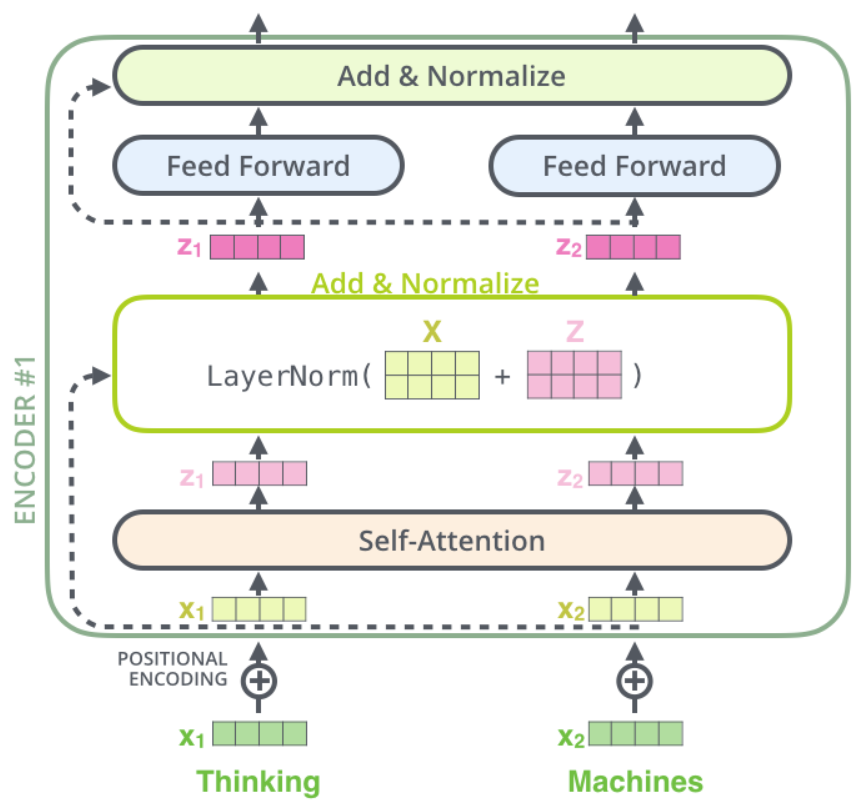 Add & Normalize
Feed Forward Feed Forward
z1 z2
Add & Normalize
X Z
LayerNorm( + )
ENCODER #1
z1 z2
Self-Attention
x1 x2
POSITIONAL
ENCODING
x1 x2
Thinking Machines